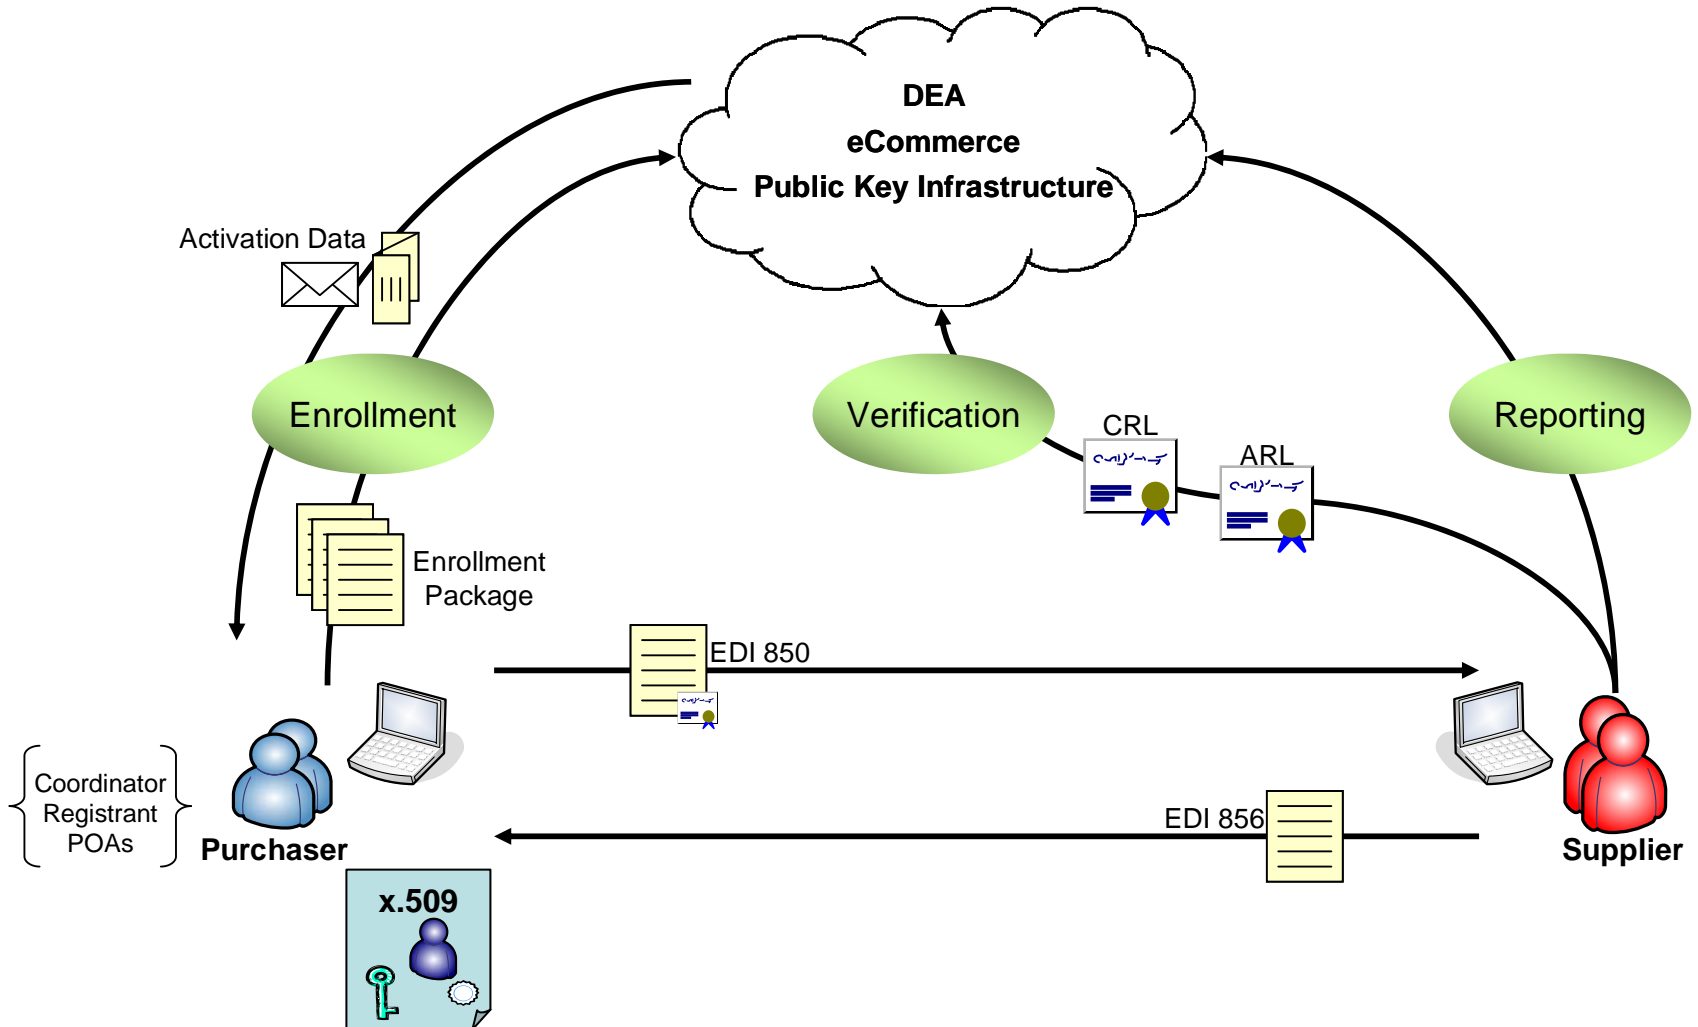 DEA
eCommerce
Public Key Infrastructure
Activation Data
Enrollment
Verification
Reporting
CRL
ARL
Enrollment
Package
EDI 850
Coordinator
Registrant
POAs
Purchaser
EDI 856
Supplier
x.509